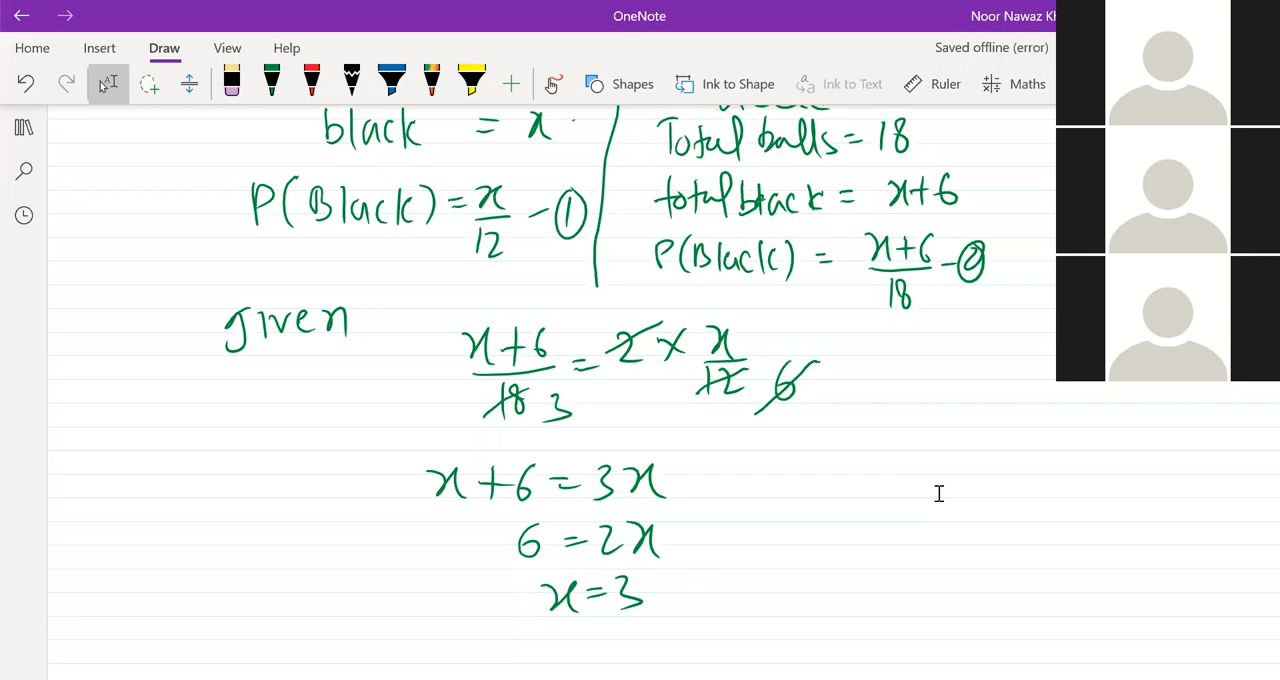 OneNote
Noor Nawaz Kh
Home Insert Draw View Help
Saved offline (error)
Shapes Ink to Shape Ink to Text Ruler Maths
black = x
P(Black) = x/12 - ①
Total balls = 18
total black = x+6
P(Black) = x+6/18 - ②
given
x+6/18 3 = 2 × x/12 6
x+6 = 3x
6 = 2x
x = 3